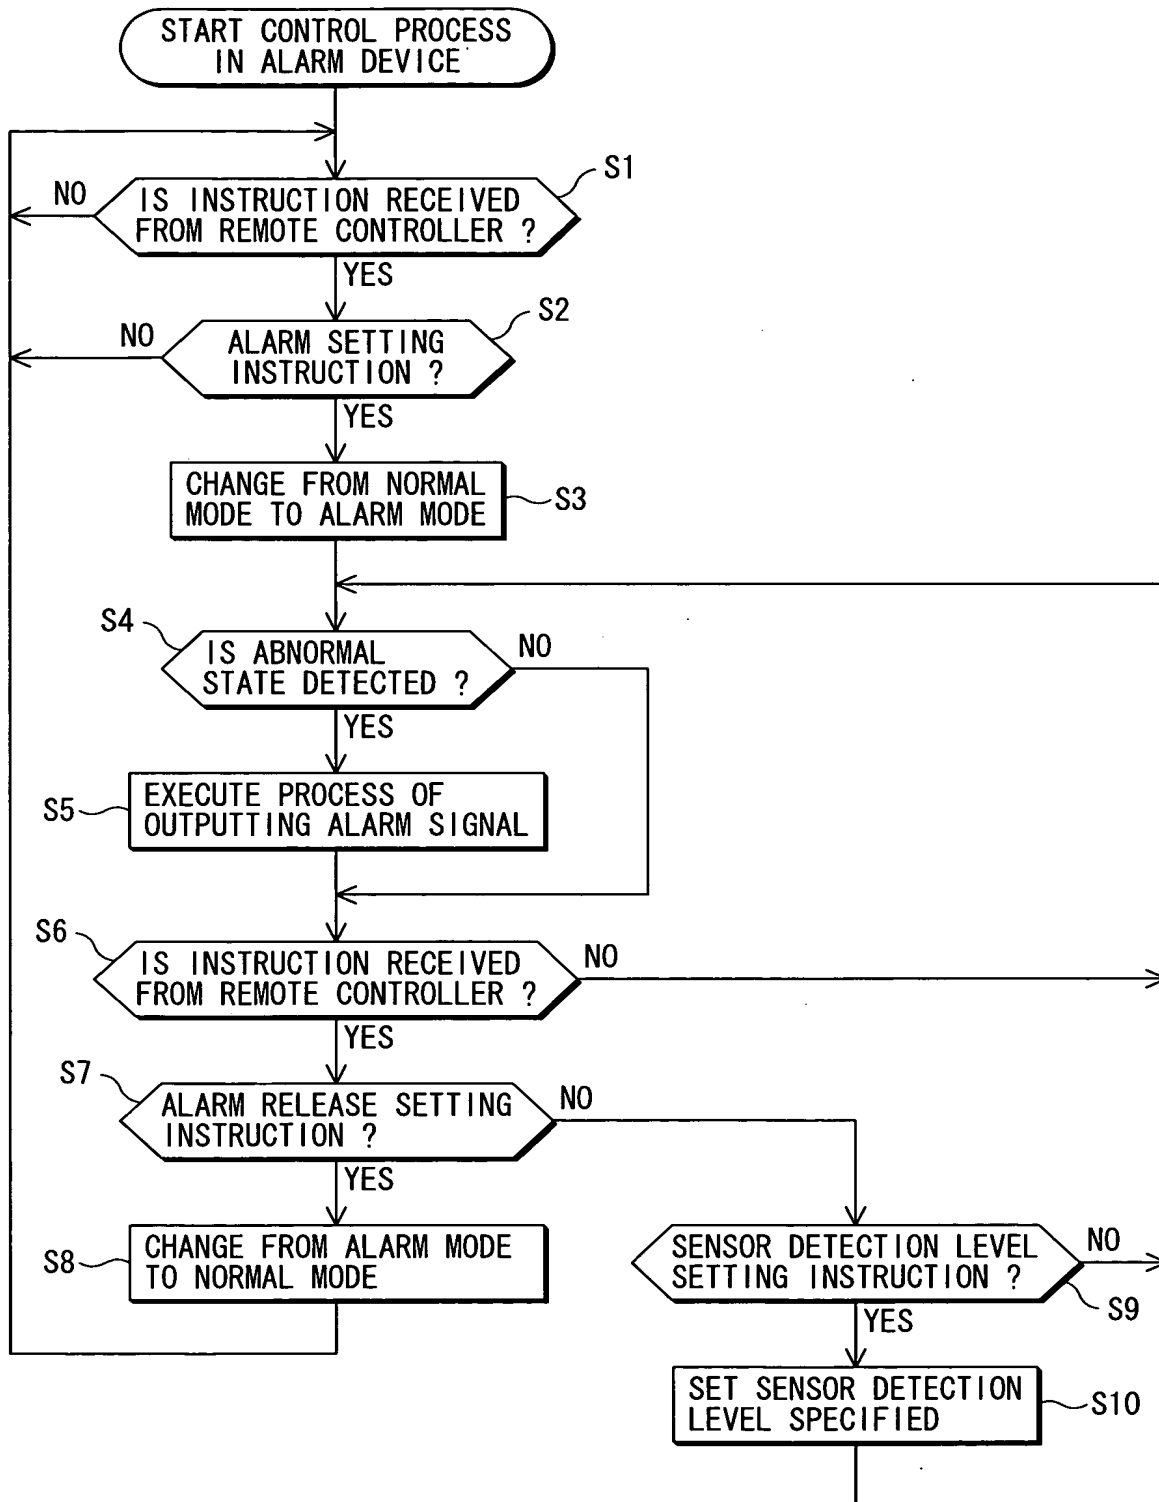 START CONTROL PROCESS
IN ALARM DEVICE
S1
NO
IS INSTRUCTION RECEIVED
FROM REMOTE CONTROLLER ?
YES
S2
NO
ALARM SETTING
INSTRUCTION ?
YES
CHANGE FROM NORMAL
MODE TO ALARM MODE
S3
S4
IS ABNORMAL
STATE DETECTED ?
NO
YES
S5
EXECUTE PROCESS OF
OUTPUTTING ALARM SIGNAL
S6
IS INSTRUCTION RECEIVED
FROM REMOTE CONTROLLER ?
NO
YES
S7
ALARM RELEASE SETTING
INSTRUCTION ?
NO
YES
S8
CHANGE FROM ALARM MODE
TO NORMAL MODE
SENSOR DETECTION LEVEL
SETTING INSTRUCTION ?
NO
S9
YES
SET SENSOR DETECTION
LEVEL SPECIFIED
S10